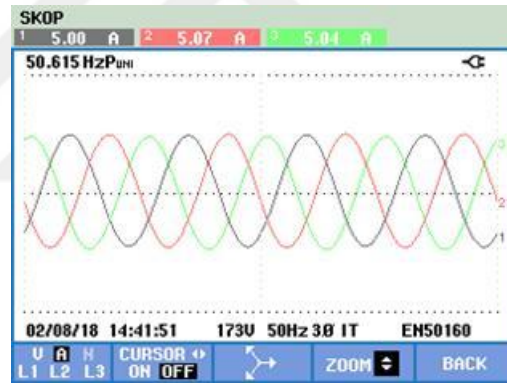 SKOP
1 5.00 A 2 5.07 A 3 5.04 A
50.615 HzPUNI
3
2
1
02/08/18 14:41:51 173V 50Hz 3Ø IT EN50160
V A H CURSOR ZOOM BACK
L1 L2 L3 ON OFF